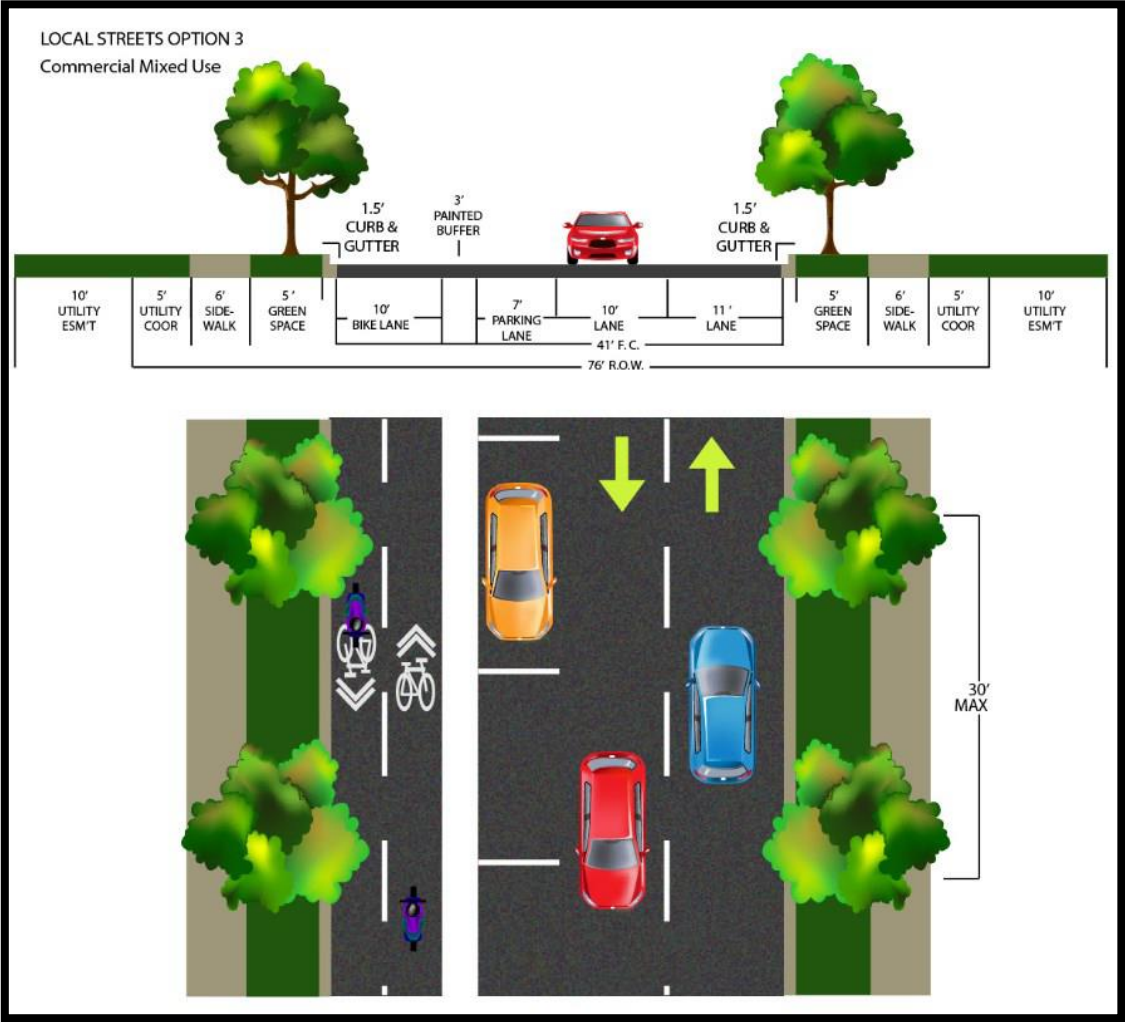 LOCAL STREETS OPTION 3
Commercial Mixed Use
1.5'
CURB &
GUTTER
3'
PAINTED
BUFFER
1.5'
CURB &
GUTTER
10'
UTILITY
ESM'T
5'
UTILITY
COOR
6'
SIDE-
WALK
5'
GREEN
SPACE
10'
BIKE LANE
7'
PARKING
LANE
10'
LANE
11'
LANE
5'
GREEN
SPACE
6'
SIDE-
WALK
5'
UTILITY
COOR
10'
UTILITY
ESM'T
41' F. C.
76' R.O.W.
30'
MAX